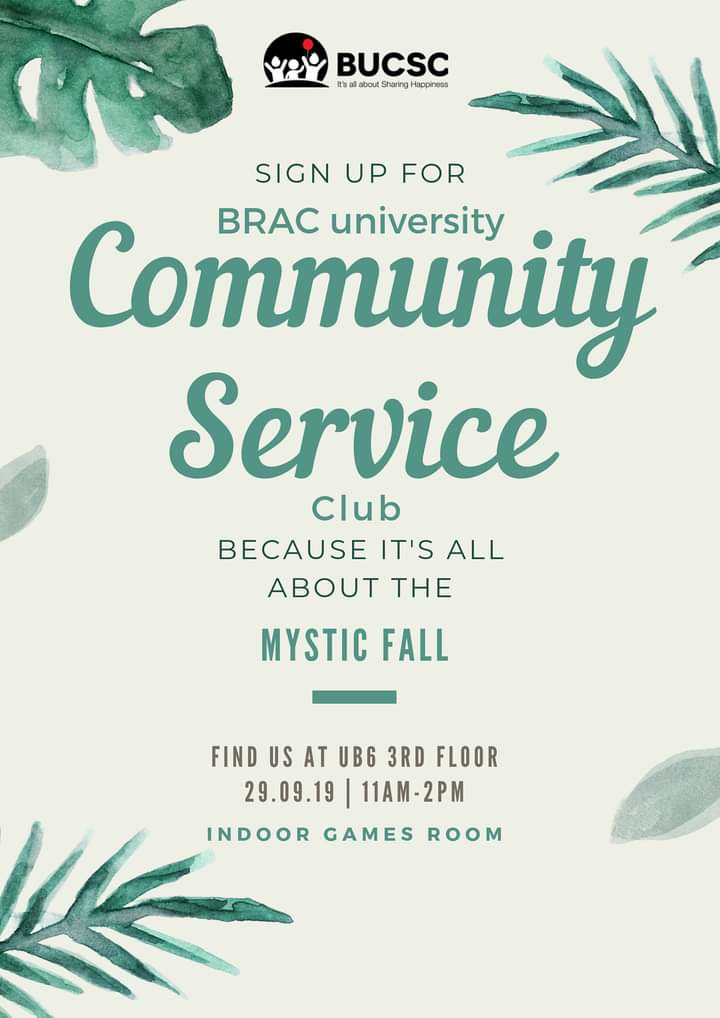 BUCSC
It's all about Sharing Happiness
SIGN UP FOR
BRAC university
Community
Service
Club
BECAUSE IT'S ALL
ABOUT THE
MYSTIC FALL
FIND US AT UB6 3RD FLOOR
29.09.19 | 11AM-2PM
INDOOR GAMES ROOM